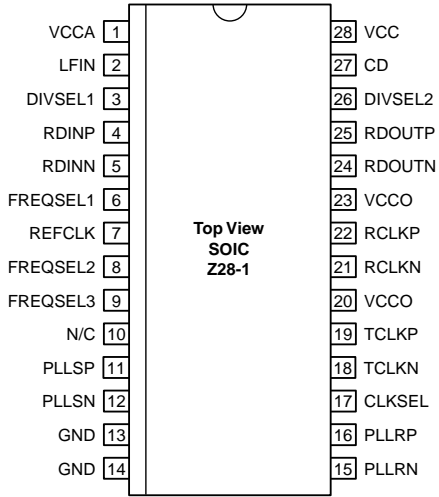 VCCA 1
LFIN 2
DIVSEL1 3
RDINP 4
RDINN 5
FREQSEL1 6
REFCLK 7
FREQSEL2 8
FREQSEL3 9
N/C 10
PLLSP 11
PLLSN 12
GND 13
GND 14
Top View
SOIC
Z28-1
28 VCC
27 CD
26 DIVSEL2
25 RDOUTP
24 RDOUTN
23 VCCO
22 RCLKP
21 RCLKN
20 VCCO
19 TCLKP
18 TCLKN
17 CLKSEL
16 PLLRP
15 PLLRN